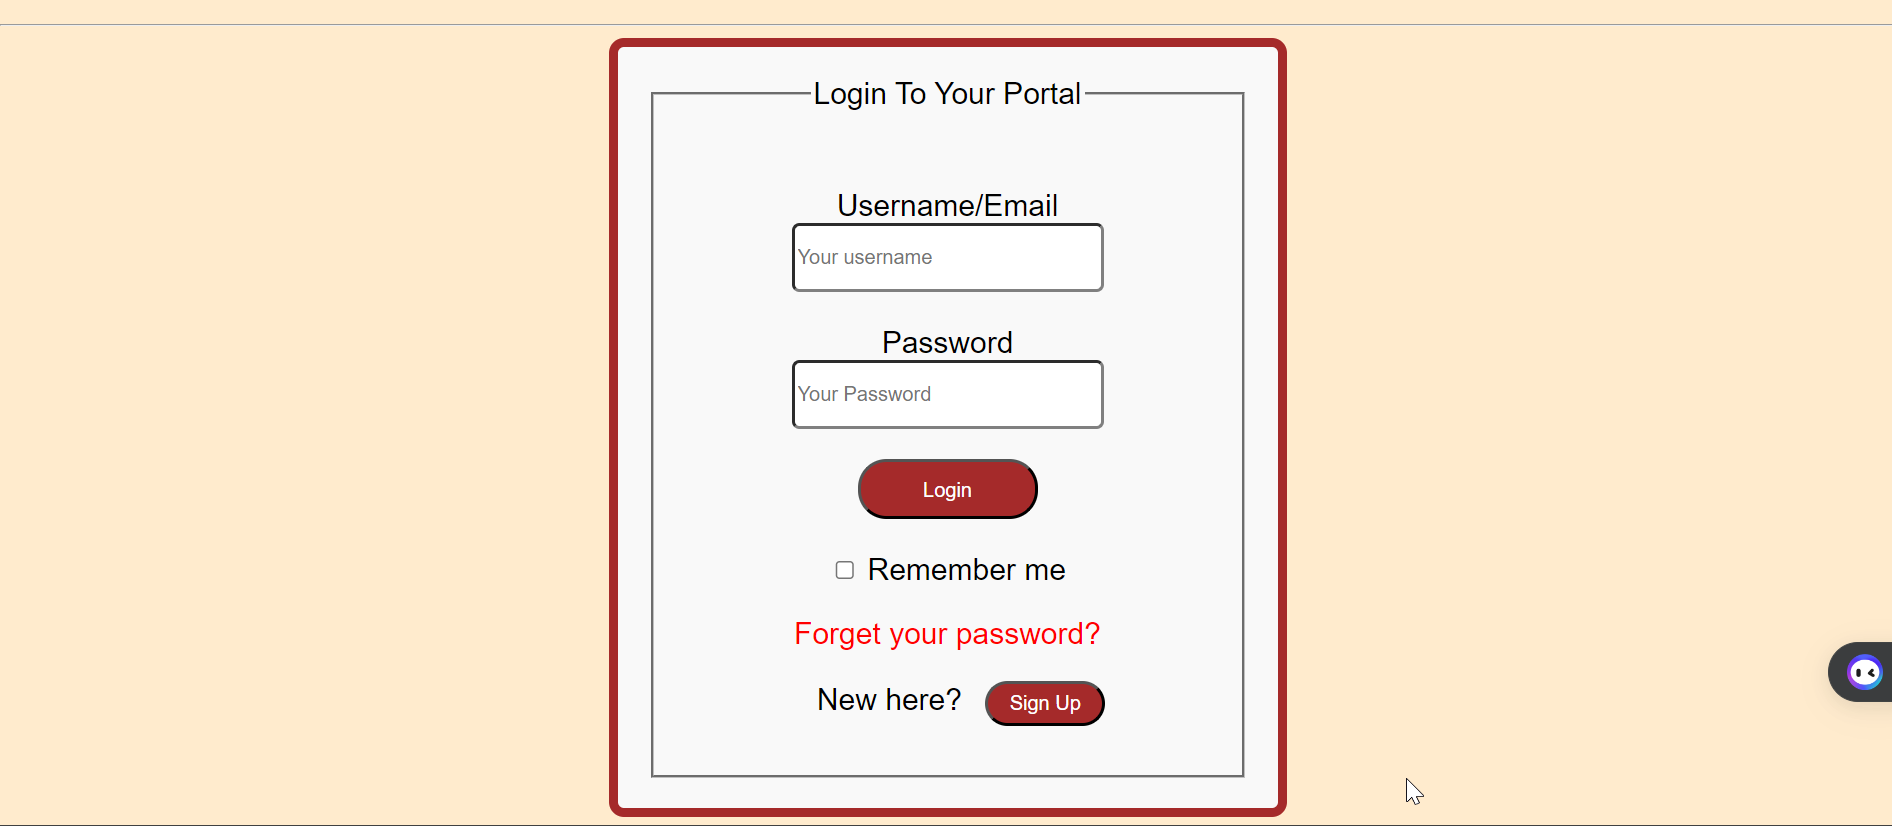 Login To Your Portal
Username/Email
Your username
Password
Your Password
Login
Remember me
Forget your password?
New here? Sign Up